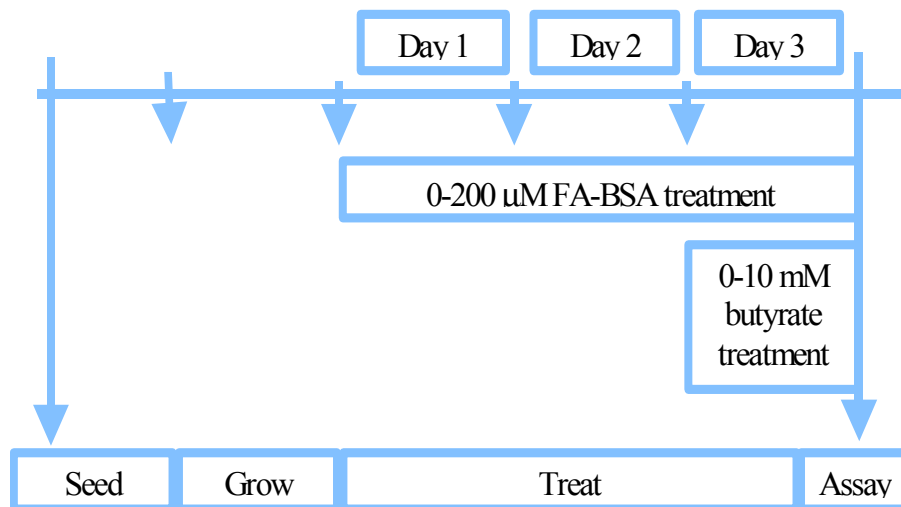 Day 1 Day 2 Day 3
0-200 µM FA-BSA treatment
0-10 mM
butyrate
treatment
Seed Grow Treat Assay